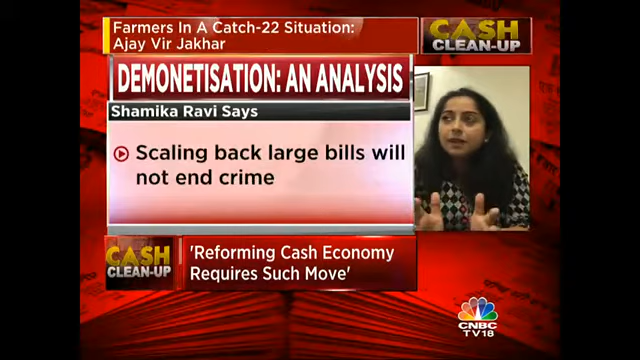 Farmers In A Catch-22 Situation:
Ajay Vir Jakhar
CASH
CLEAN-UP
DEMONETISATION: AN ANALYSIS
Shamika Ravi Says
Scaling back large bills will
not end crime
CASH
CLEAN-UP
'Reforming Cash Economy
Requires Such Move'
CNBC
TV18